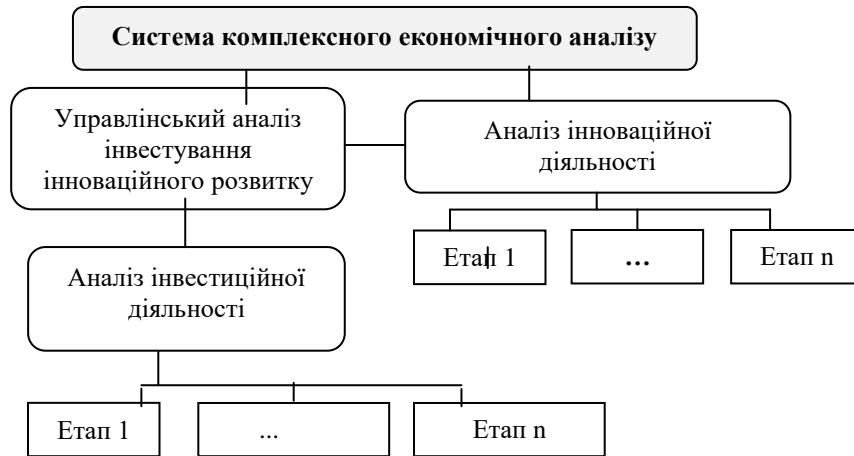 Система комплексного економічного аналізу
Управлінський аналіз
інвестування
інноваційного розвитку
Аналіз інноваційної
діяльності
Етап 1
...
Етап n
Аналіз інвестиційної
діяльності
Етап 1
...
Етап n